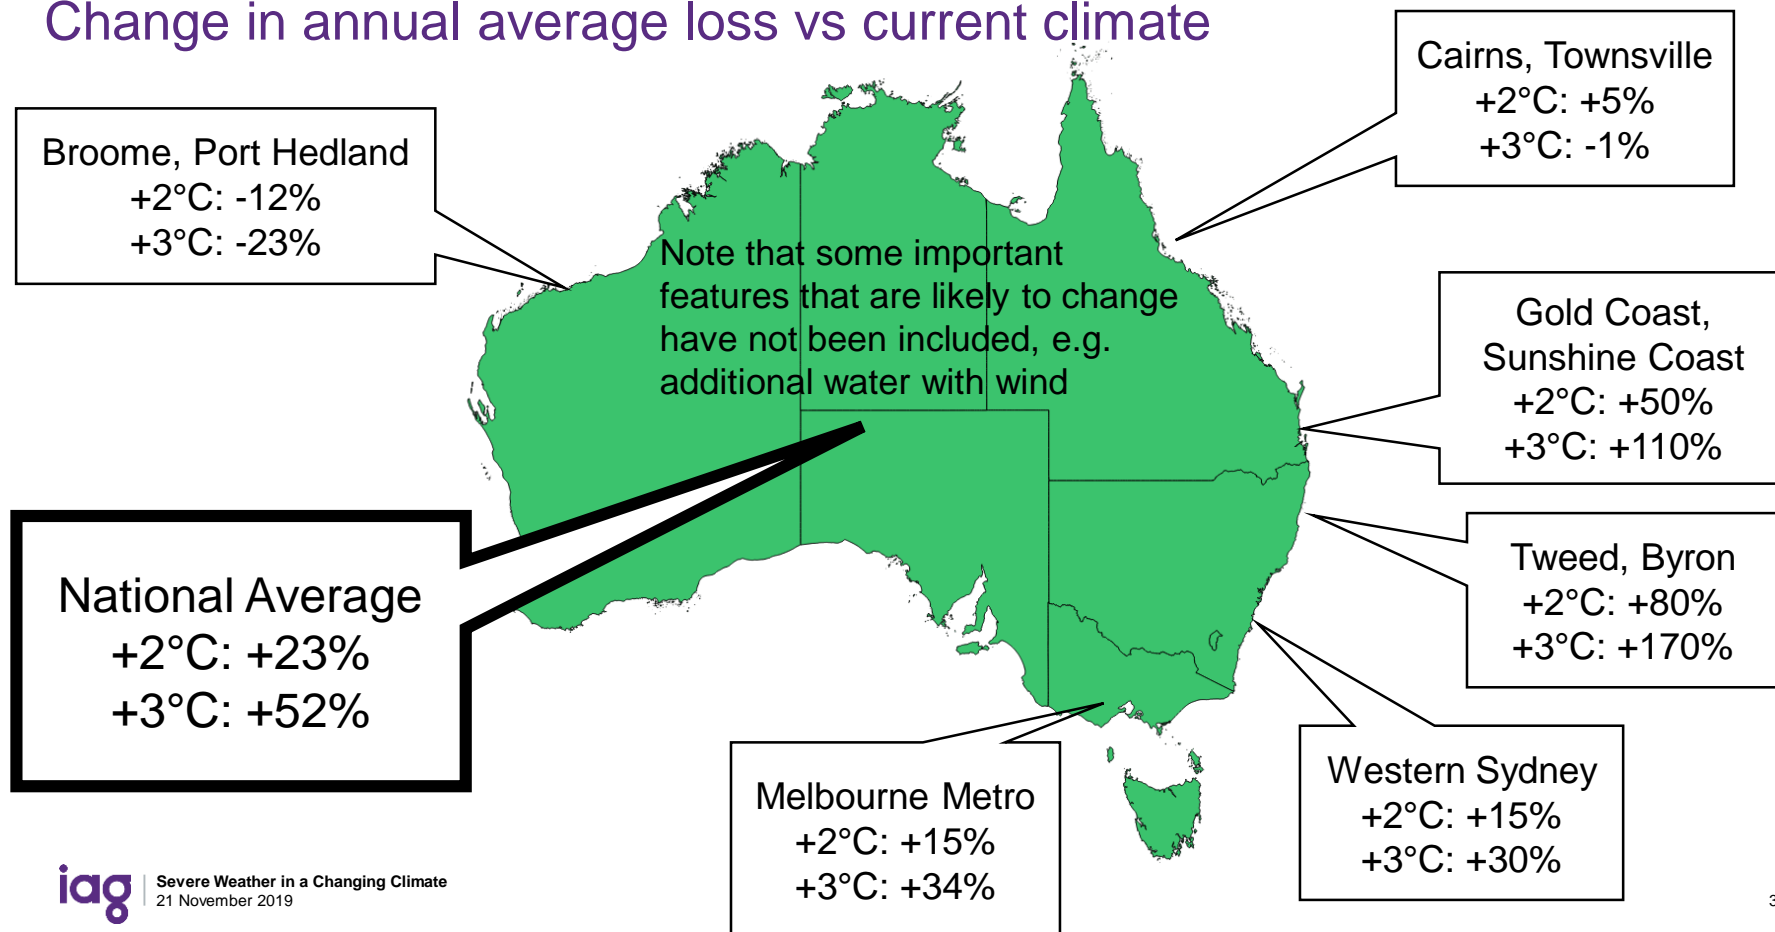 Change in annual average loss vs current climate
Cairns, Townsville
+2°C: +5%
+3°C: -1%
Broome, Port Hedland
+2°C: -12%
+3°C: -23%
Note that some important
features that are likely to change
have not been included, e.g.
additional water with wind
Gold Coast,
Sunshine Coast
+2°C: +50%
+3°C: +110%
National Average
+2°C: +23%
+3°C: +52%
Tweed, Byron
+2°C: +80%
+3°C: +170%
Western Sydney
+2°C: +15%
+3°C: +30%
Melbourne Metro
+2°C: +15%
+3°C: +34%
iag
Severe Weather in a Changing Climate
21 November 2019